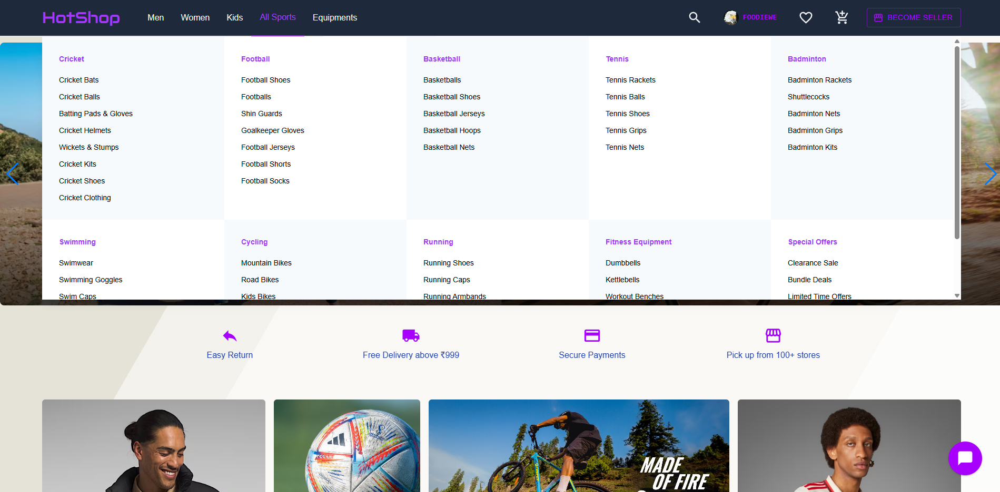 HotShop
Men
Women
Kids
All Sports
Equipments
FOODIEWE
BECOME SELLER
Cricket
Cricket Bats
Cricket Balls
Batting Pads & Gloves
Cricket Helmets
Wickets & Stumps
Cricket Kits
Cricket Shoes
Cricket Clothing
Football
Football Shoes
Footballs
Shin Guards
Goalkeeper Gloves
Football Jerseys
Football Shorts
Football Socks
Basketball
Basketballs
Basketball Shoes
Basketball Jerseys
Basketball Hoops
Basketball Nets
Tennis
Tennis Rackets
Tennis Balls
Tennis Shoes
Tennis Grips
Tennis Nets
Badminton
Badminton Rackets
Shuttlecocks
Badminton Nets
Badminton Grips
Badminton Kits
Swimming
Swimwear
Swimming Goggles
Swim Caps
Cycling
Mountain Bikes
Road Bikes
Kids Bikes
Running
Running Shoes
Running Caps
Running Armbands
Fitness Equipment
Dumbbells
Kettlebells
Workout Benches
Special Offers
Clearance Sale
Bundle Deals
Limited Time Offers
Easy Return
Free Delivery above ₹999
Secure Payments
Pick up from 100+ stores
MADE
OF FIRE